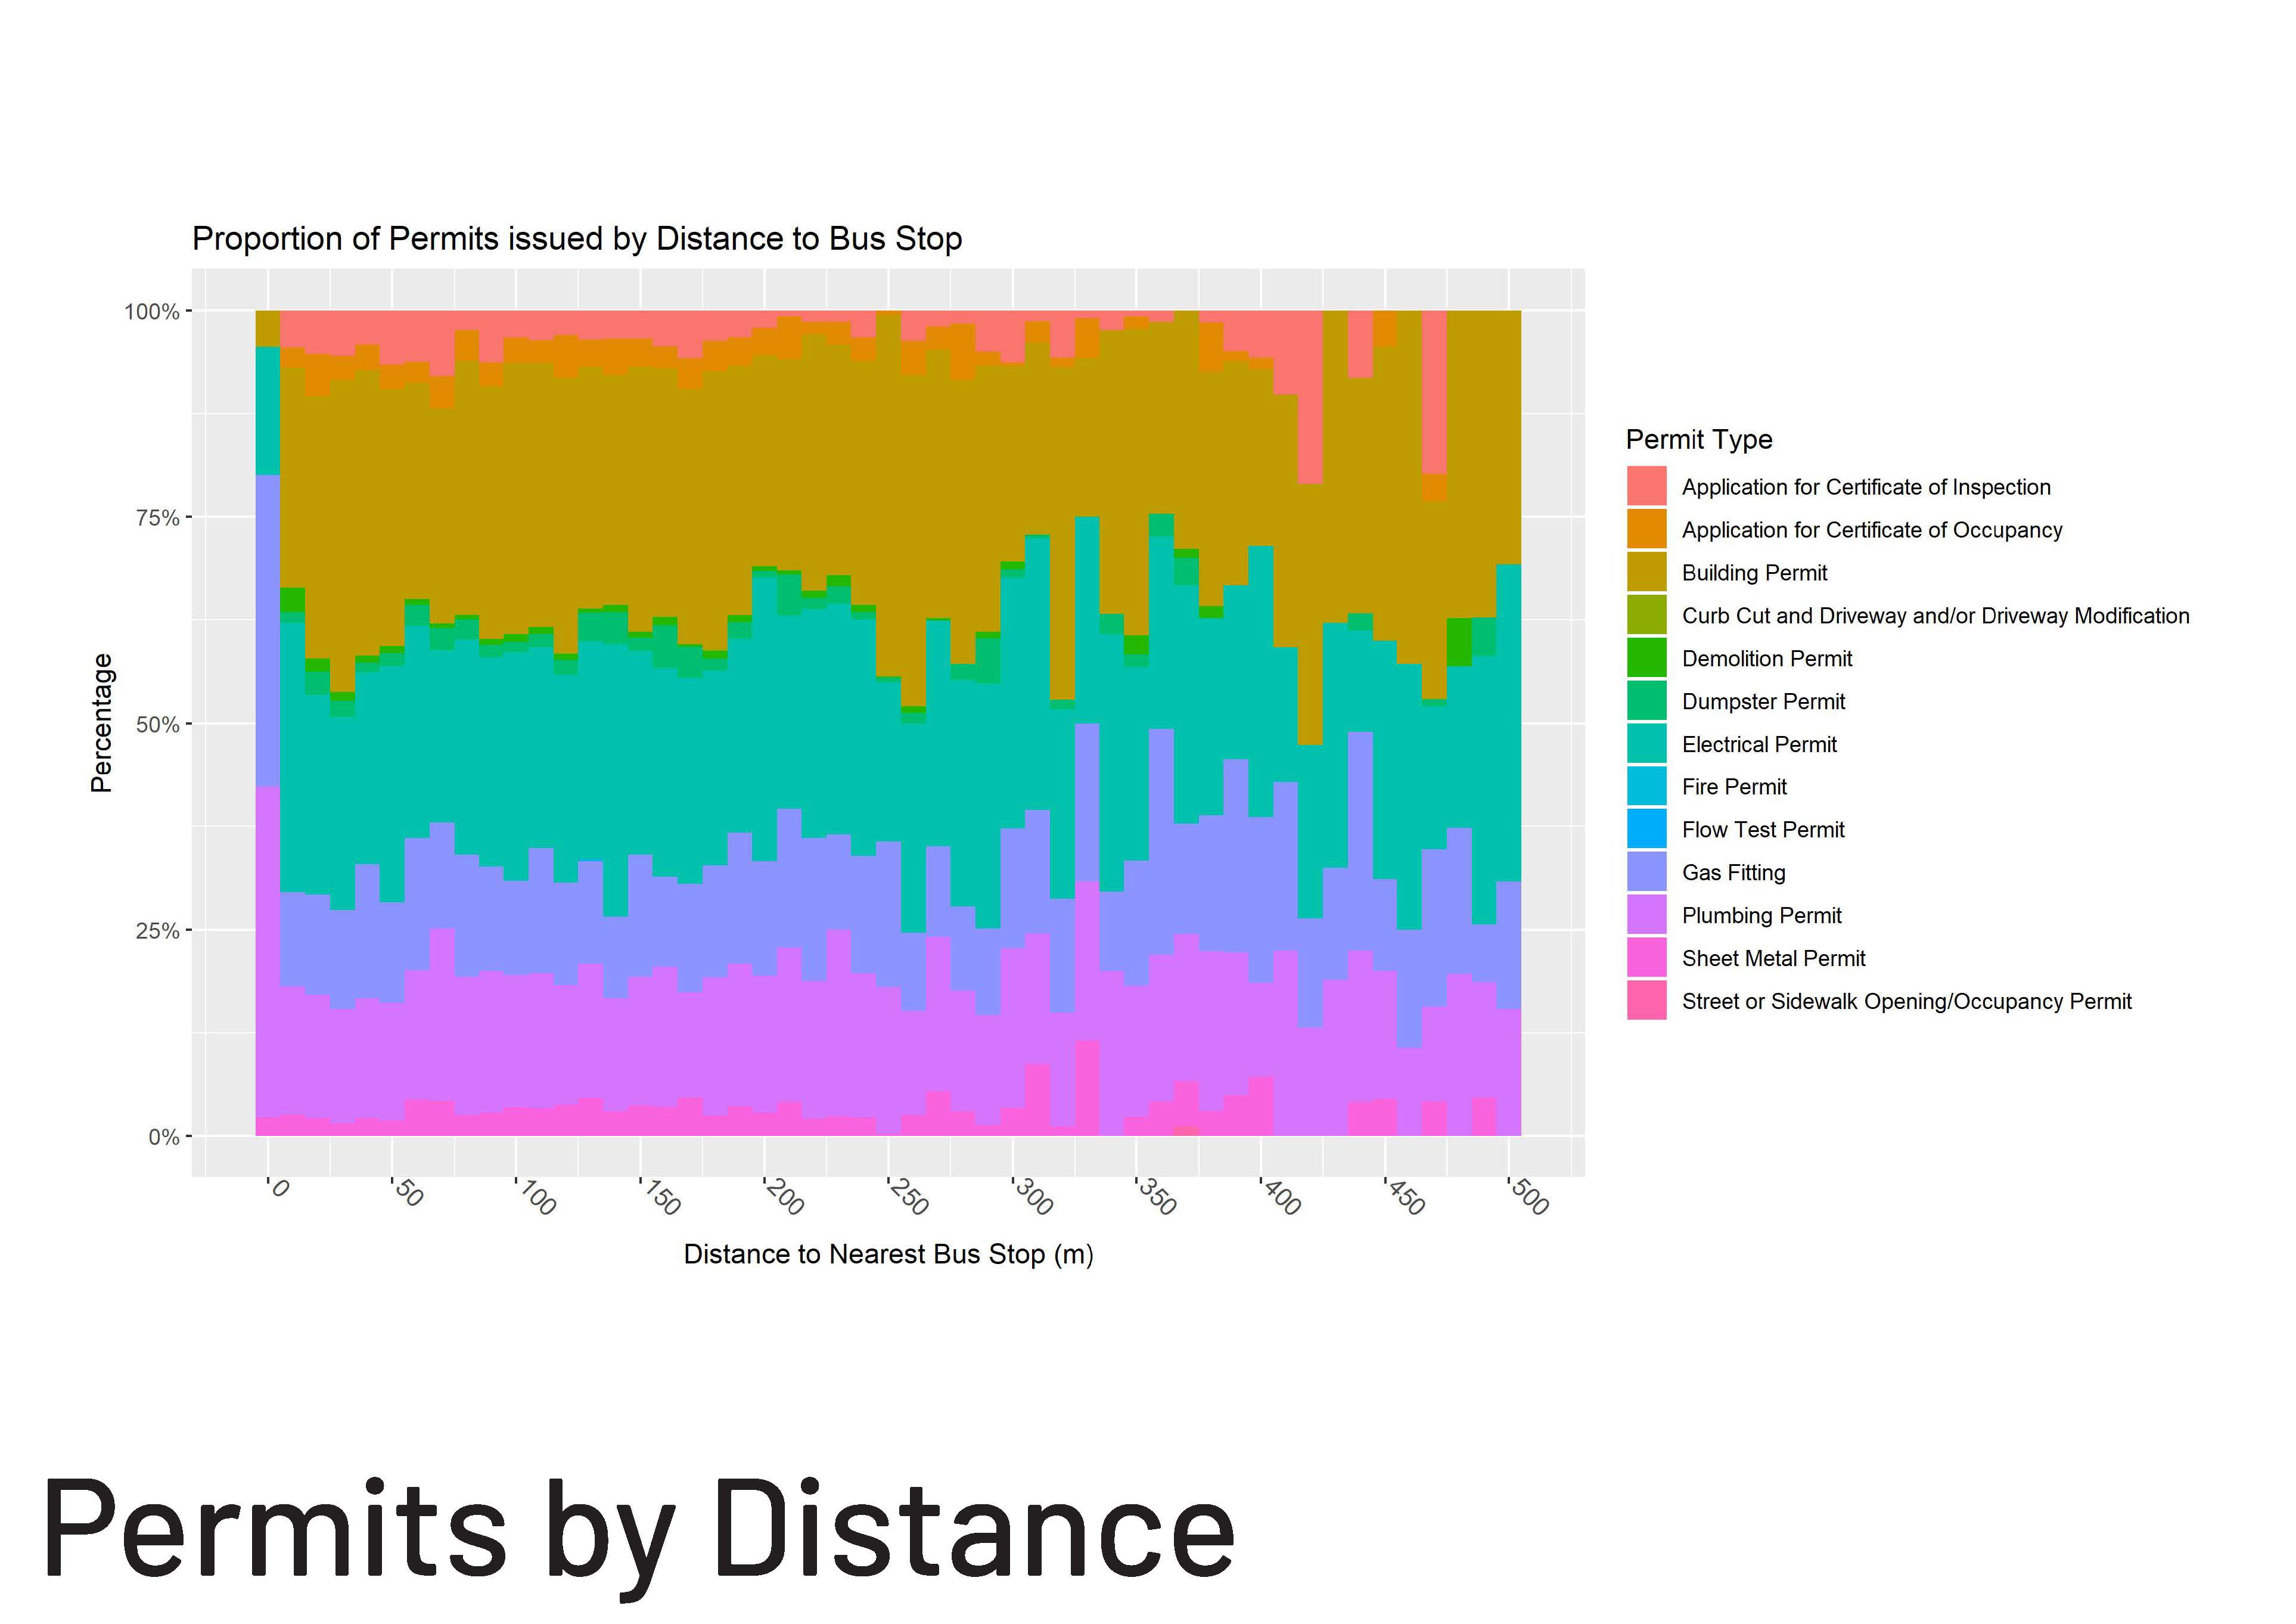 Proportion of Permits issued by Distance to Bus Stop
100%
75%
50%
25%
0%
Percentage
0
50
100
150
200
250
300
350
400
450
500
Distance to Nearest Bus Stop (m)
Permit Type
Application for Certificate of Inspection
Application for Certificate of Occupancy
Building Permit
Curb Cut and Driveway and/or Driveway Modification
Demolition Permit
Dumpster Permit
Electrical Permit
Fire Permit
Flow Test Permit
Gas Fitting
Plumbing Permit
Sheet Metal Permit
Street or Sidewalk Opening/Occupancy Permit
Permits by Distance